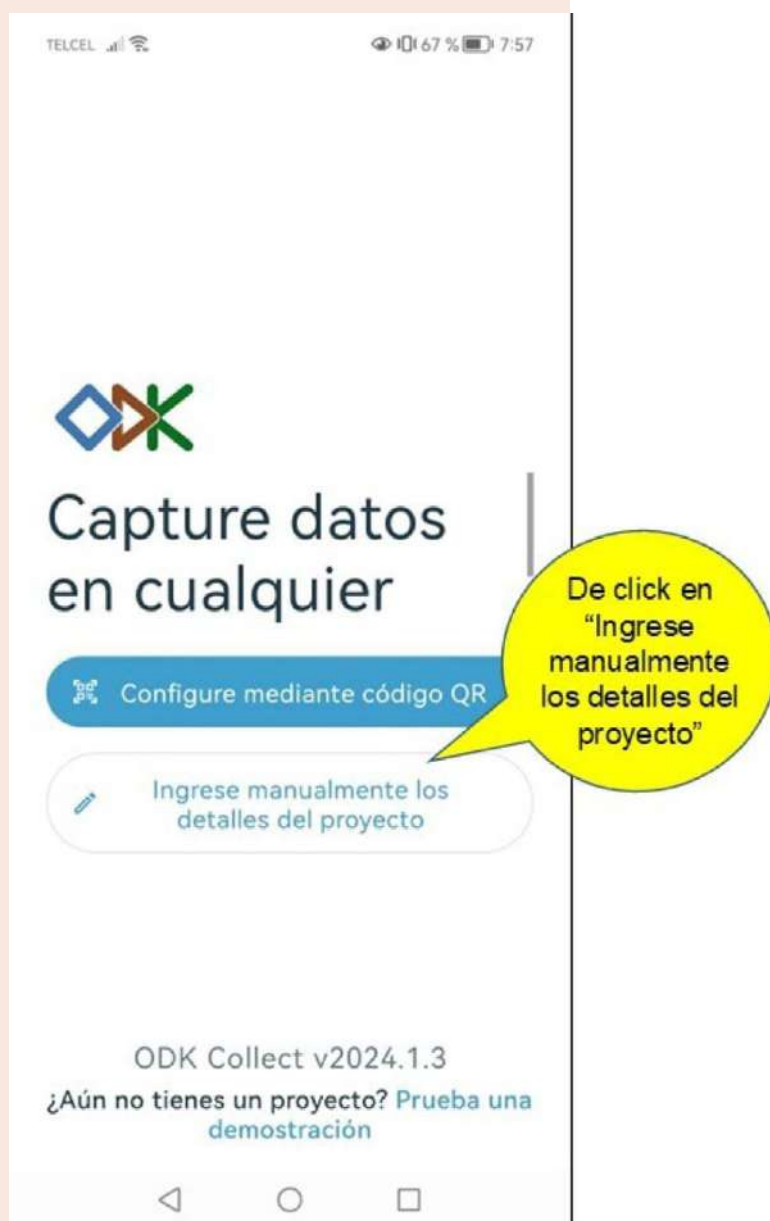 TELCEL 67 % 7:57
ODK
Capture datos
en cualquier
Configure mediante código QR
De click en
“Ingrese
manualmente
los detalles del
proyecto”
Ingrese manualmente los
detalles del proyecto
ODK Collect v2024.1.3
¿Aún no tienes un proyecto? Prueba una
demostración